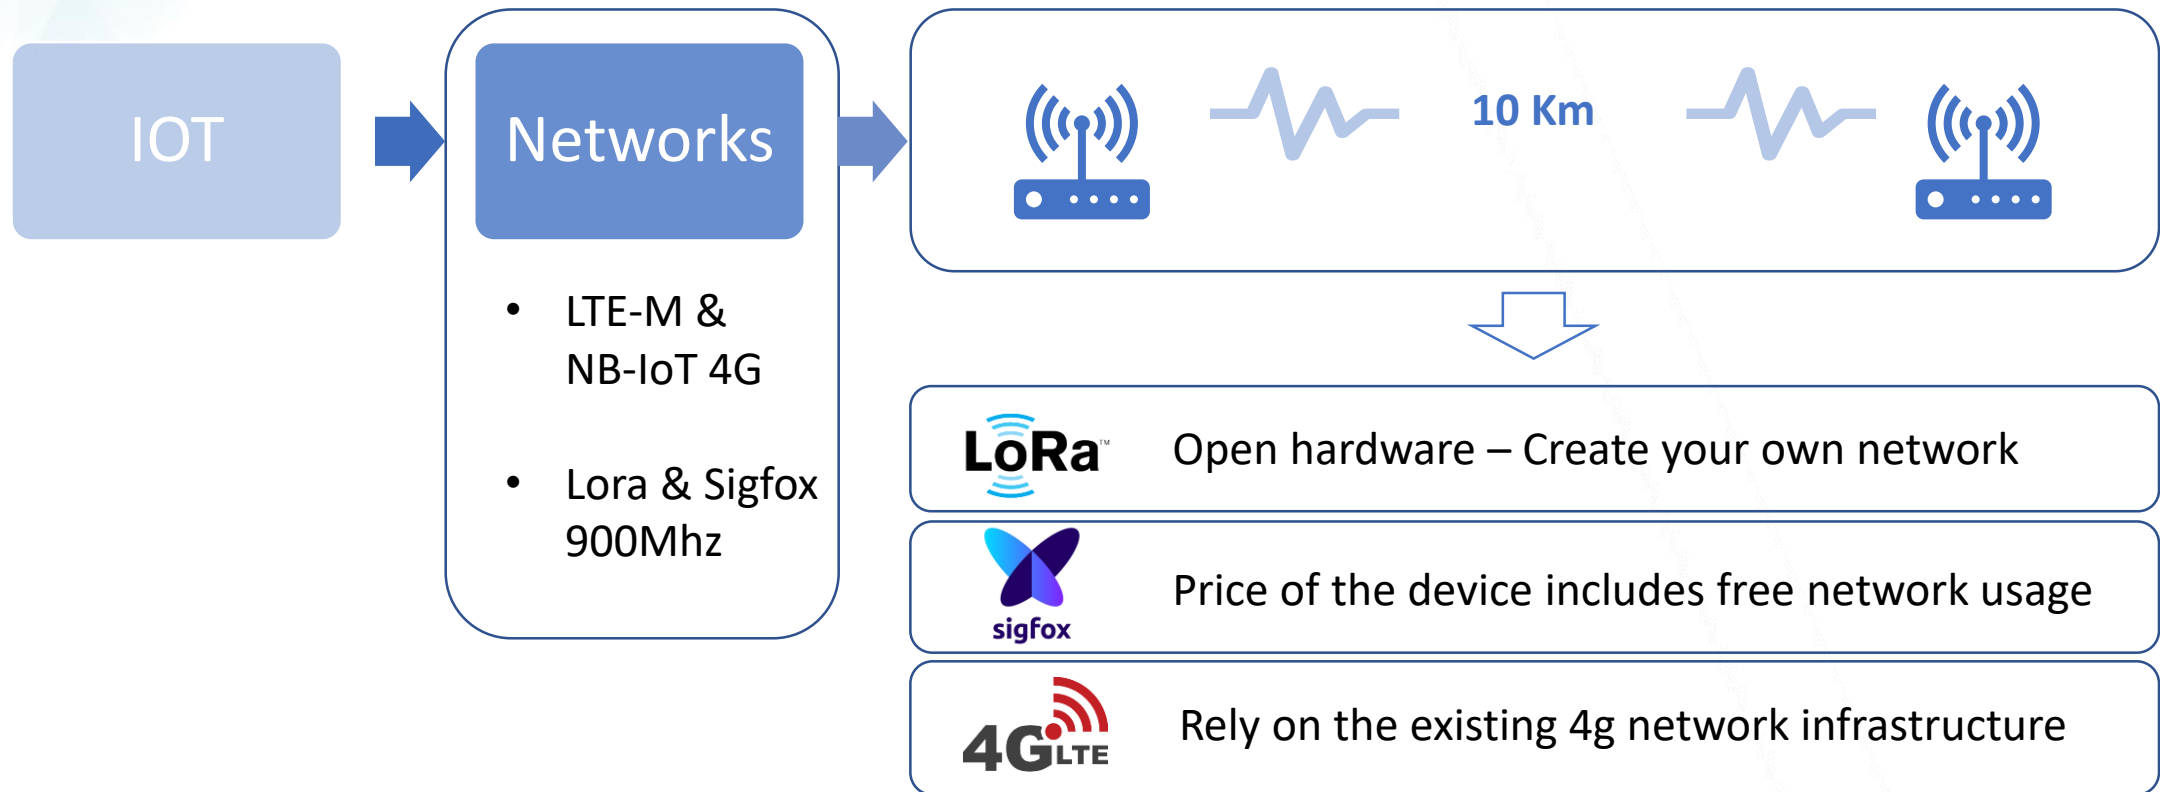 IOT
Networks
• LTE-M &
NB-IoT 4G
• Lora & Sigfox
900Mhz
10 Km
LoRa™
Open hardware – Create your own network
sigfox
Price of the device includes free network usage
4G LTE
Rely on the existing 4g network infrastructure